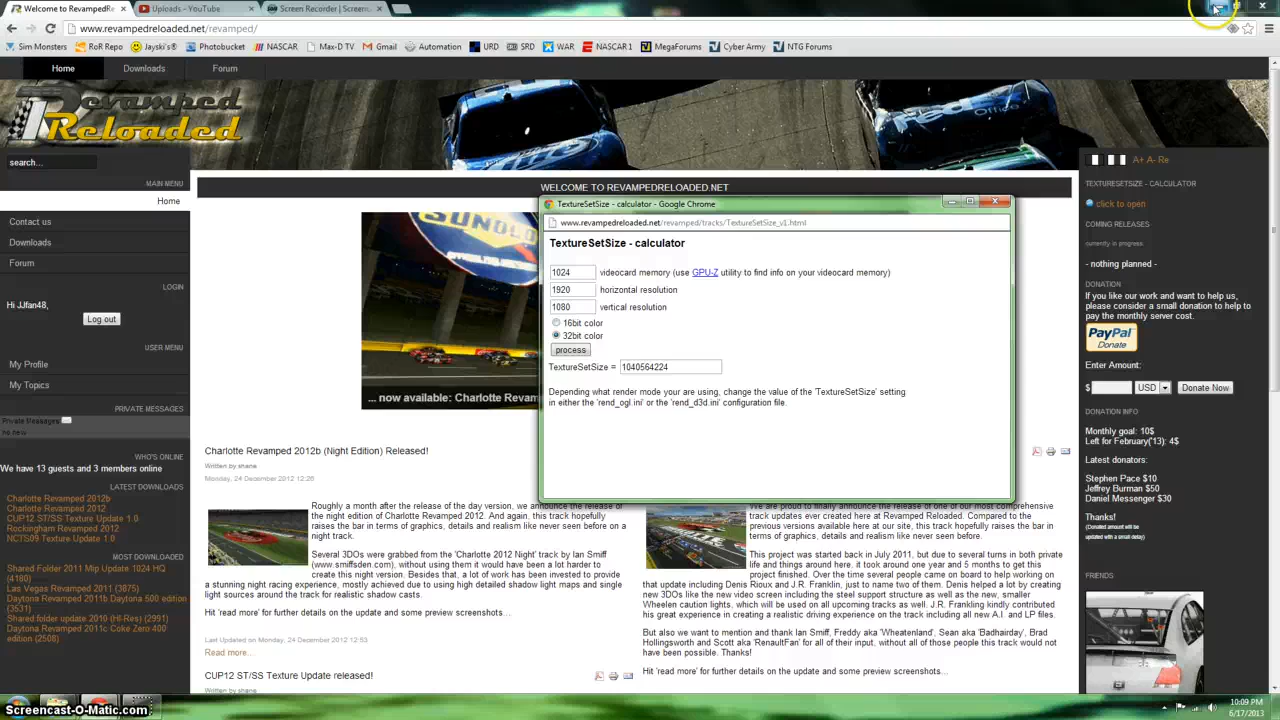 Welcome to RevampedRe
Uploads - YouTube
Screen Recorder | Screen
www.revampedreloaded.net/revamped/
Sim Monsters
RoR Repo
Jayski's®
Photobucket
NASCAR
Max-D TV
Gmail
Automation
URD
SRD
WAR
NASCAR 1
MegaForums
Cyber Army
NTG Forums
Home
Downloads
Forum
Revamped
Reloaded
Office
search...
A+ A- Re
MAIN MENU
Home
Contact us
Downloads
Forum
LOGIN
Hi JJfan48,
Log out
USER MENU
My Profile
My Topics
PRIVATE MESSAGES
Private Messages
no new
WHO'S ONLINE
We have 13 guests and 3 members online
LATEST DOWNLOADS
Charlotte Revamped 2012b
Charlotte Revamped 2012
CUP12 ST/SS Texture Update 1.0
Rockingham Revamped 2012
NCTS09 Texture Update 1.0
MOST DOWNLOADED
Shared Folder 2011 Mip Update 1024 HQ
(4180)
Las Vegas Revamped 2011 (3875)
Daytona Revamped 2011b Daytona 500 edition
(3531)
Shared folder update 2010 (HI-Res) (2991)
Daytona Revamped 2011c Coke Zero 400
edition (2508)
WELCOME TO REVAMPEDRELOADED.NET
SUNOCO
... now available: Charlotte Revam
TextureSetSize - calculator - Google Chrome
www.revampedreloaded.net/revamped/tracks/TextureSetSize_v1.html
TextureSetSize - calculator
1024 videocard memory (use GPU-Z utility to find info on your videocard memory)
1920 horizontal resolution
1080 vertical resolution
16bit color
32bit color
process
TextureSetSize = 1040564224
Depending what render mode your are using, change the value of the 'TextureSetSize' setting
in either the 'rend_ogl.ini' or the 'rend_d3d.ini' configuration file.
Charlotte Revamped 2012b (Night Edition) Released!
Written by shane
Monday, 24 December 2012 12:26
Roughly a month after the release of the day version, we announce the release of
the night edition of Charlotte Revamped 2012. And again, this track hopefully
raises the bar in terms of graphics, details and realism like never seen before on a
night track.
Several 3DOs were grabbed from the 'Charlotte 2012 Night' track by Ian Smiff
(www.smiffsden.com), without using them it would have been a lot harder to
create this night version. Besides that, a lot of work has been invested to provide
a stunning night racing experience, mostly achieved due to using high detailed shadow light maps and single
light sources around the track for realistic shadow casts.
Hit 'read more' for further details on the update and some preview screenshots...
Last Updated on Monday, 24 December 2012 12:53
Read more...
CUP12 ST/SS Texture Update released!
Written by shane
We are proud to finally announce the release of one of our most comprehensive
track updates ever created here at Revamped Reloaded. Compared to the
previous versions available here at our site, this track hopefully raises the bar in
terms of graphics, details and realism like never seen before.
This project was started back in July 2011, but due to several turns in both private
life and things around here, it took around one year and 5 months to get this
project finished. Over the time several people came on board to help working on
that update including Denis Rioux and J.R. Franklin, just to name two of them. Denis helped a lot by creating
new 3DOs like the new video screen including the steel support structure as well as the new, smaller
Wheelen caution lights, which will be used on all upcoming tracks as well. J.R. Frankling kindly contributed
his great experience in creating a realistic driving experience on the track including all new A.I. and LP files.
But also we want to mention and thank Ian Smiff, Freddy aka 'Wheatenland', Sean aka 'Badhairday', Brad
Hollingsworth and Scott aka 'RenaultFan' for all of their input, without all of those people this track would not
have been possible. Thanks!
Hit 'read more' for further details on the update and some preview screenshots...
TEXTURESETSIZE - CALCULATOR
click to open
COMING RELEASES
currently in progress.
- nothing planned -
DONATION
If you like our work and want to help us,
please consider a small donation to help to
pay the monthly server cost.
PayPal
Donate
Enter Amount:
$ USD Donate Now
DONATION INFO
Monthly goal: 10$
Left for February('13): 4$
Latest donators:
Stephen Pace $10
Jeffrey Burman $50
Daniel Messenger $30
Thanks!
(Donated amount will be
updated with a small delay)
FRIENDS
Screencast-O-Matic.com
10:09 PM
6/17/2013